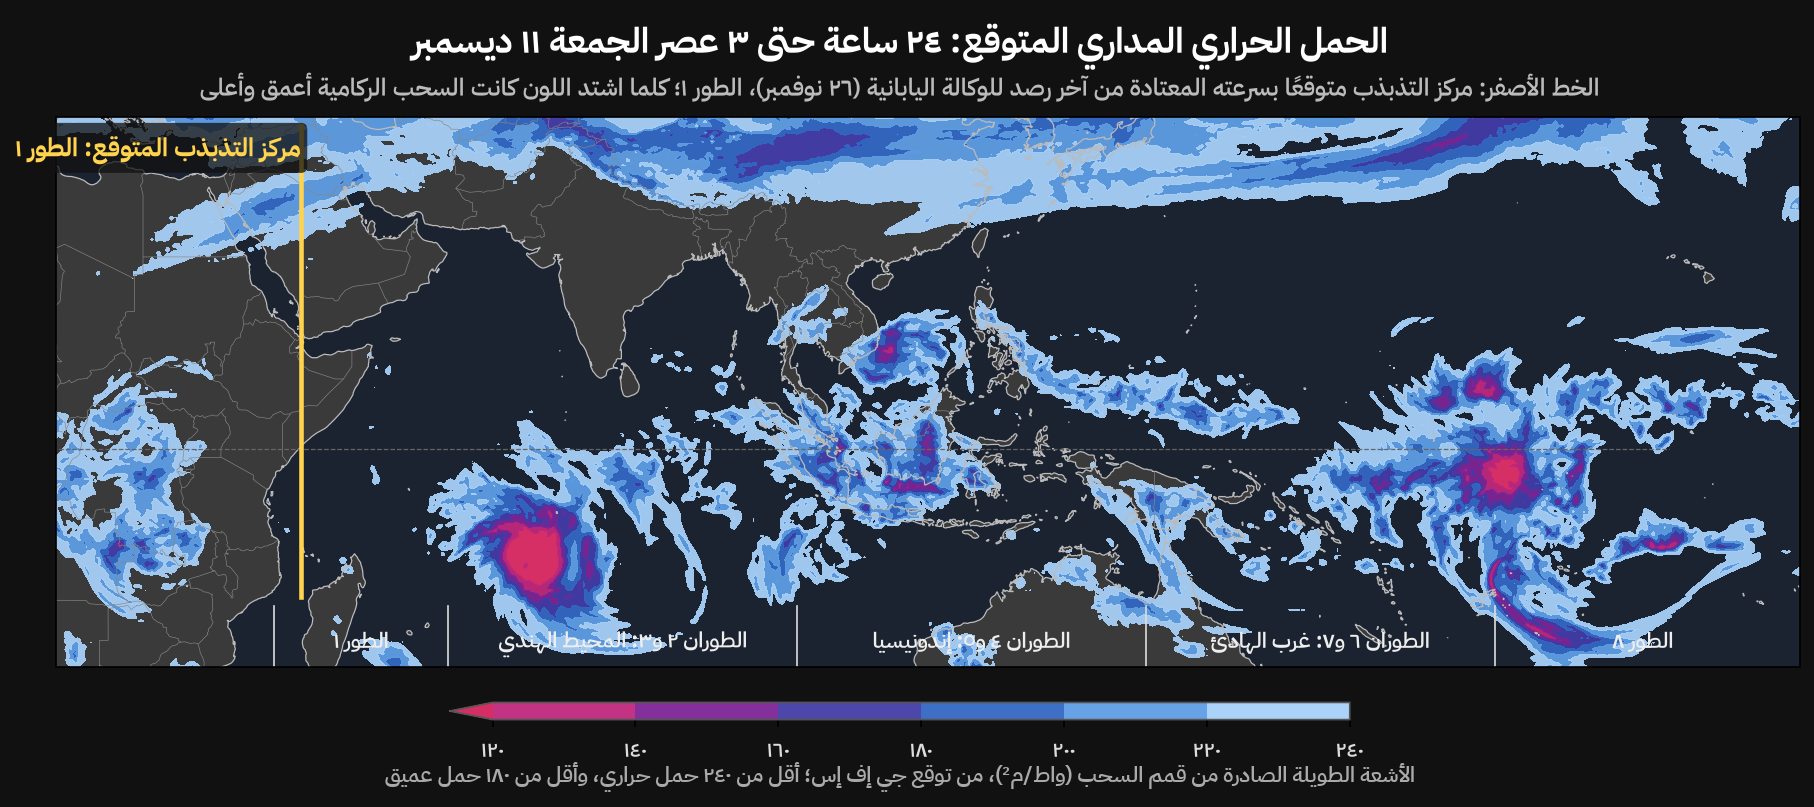 الحمل الحراري المداري المتوقع: ٢٤ ساعة حتى ٣ عصر الجمعة ١١ ديسمبر
الخط الأصفر: مركز التذبذب متوقعًا بسرعته المعتادة من آخر رصد للوكالة اليابانية (٢٦ نوفمبر)، الطور ١؛ كلما اشتد اللون كانت السحب الركامية أعمق وأعلى
مركز التذبذب المتوقع: الطور ١
الطور ١
الطوران ٢ و٣: المحيط الهندي
الطوران ٤ و٥: إندونيسيا
الطوران ٦ و٧: غرب الهادئ
الطور ٨
١٢٠ ١٤٠ ١٦٠ ١٨٠ ٢٠٠ ٢٢٠ ٢٤٠
الأشعة الطويلة الصادرة من قمم السحب (واط/م²)، من توقع جي إف إس؛ أقل من ٢٤٠ حمل حراري، وأقل من ١٨٠ حمل عميق